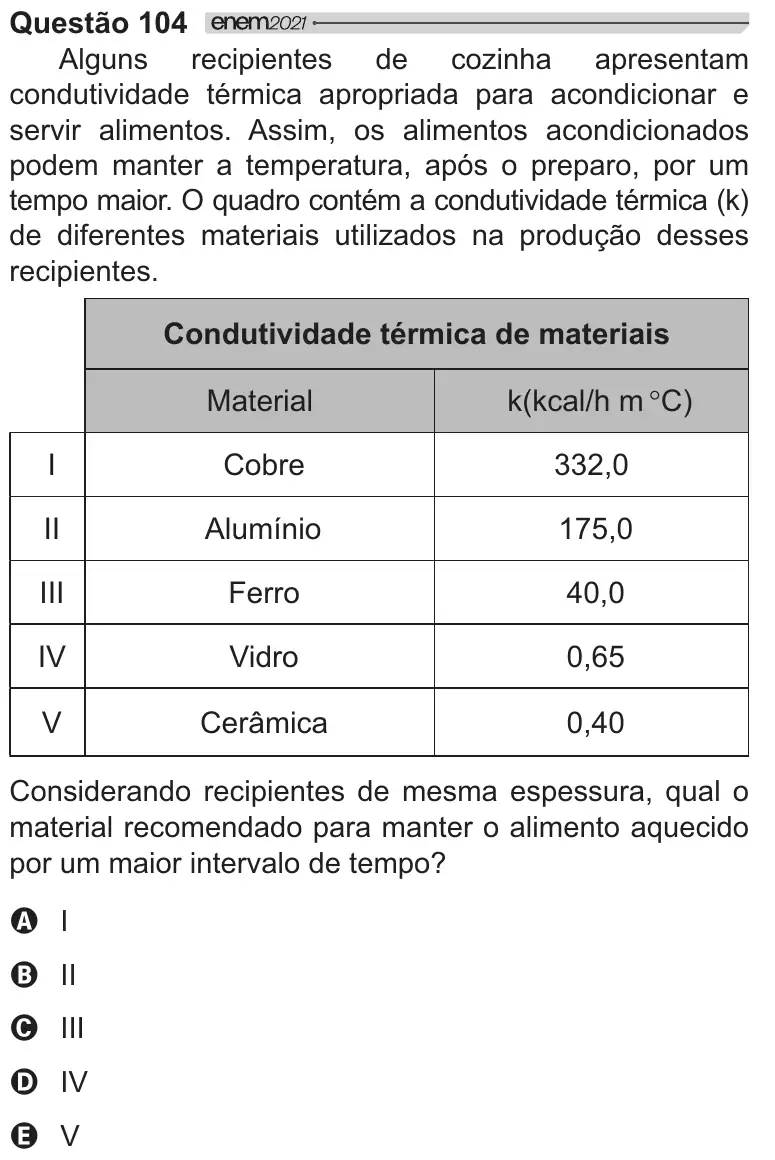 Questão 104 enem2021
Alguns recipientes de cozinha apresentam
condutividade térmica apropriada para acondicionar e
servir alimentos. Assim, os alimentos acondicionados
podem manter a temperatura, após o preparo, por um
tempo maior. O quadro contém a condutividade térmica (k)
de diferentes materiais utilizados na produção desses
recipientes.
Condutividade térmica de materiais
Material k(kcal/h m °C)
I Cobre 332,0
II Alumínio 175,0
III Ferro 40,0
IV Vidro 0,65
V Cerâmica 0,40
Considerando recipientes de mesma espessura, qual o
material recomendado para manter o alimento aquecido
por um maior intervalo de tempo?
A I
B II
C III
D IV
E V